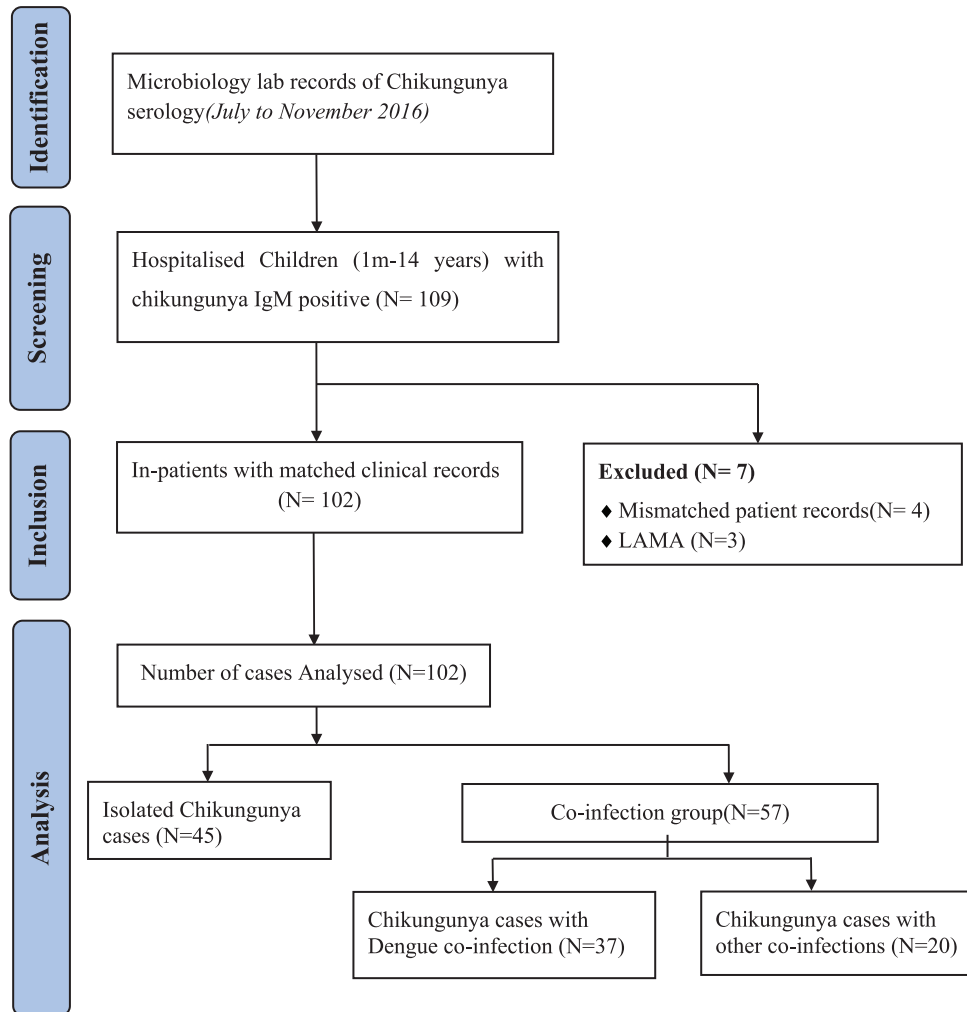 Identification
Microbiology lab records of Chikungunya
serology(July to November 2016)
Screening
Hospitalised Children (1m-14 years) with
chikungunya IgM positive (N= 109)
Inclusion
In-patients with matched clinical records
(N= 102)
Excluded (N= 7)
♦ Mismatched patient records(N= 4)
♦ LAMA (N=3)
Analysis
Number of cases Analysed (N=102)
Isolated Chikungunya
cases (N=45)
Co-infection group(N=57)
Chikungunya cases with
Dengue co-infection (N=37)
Chikungunya cases with
other co-infections (N=20)